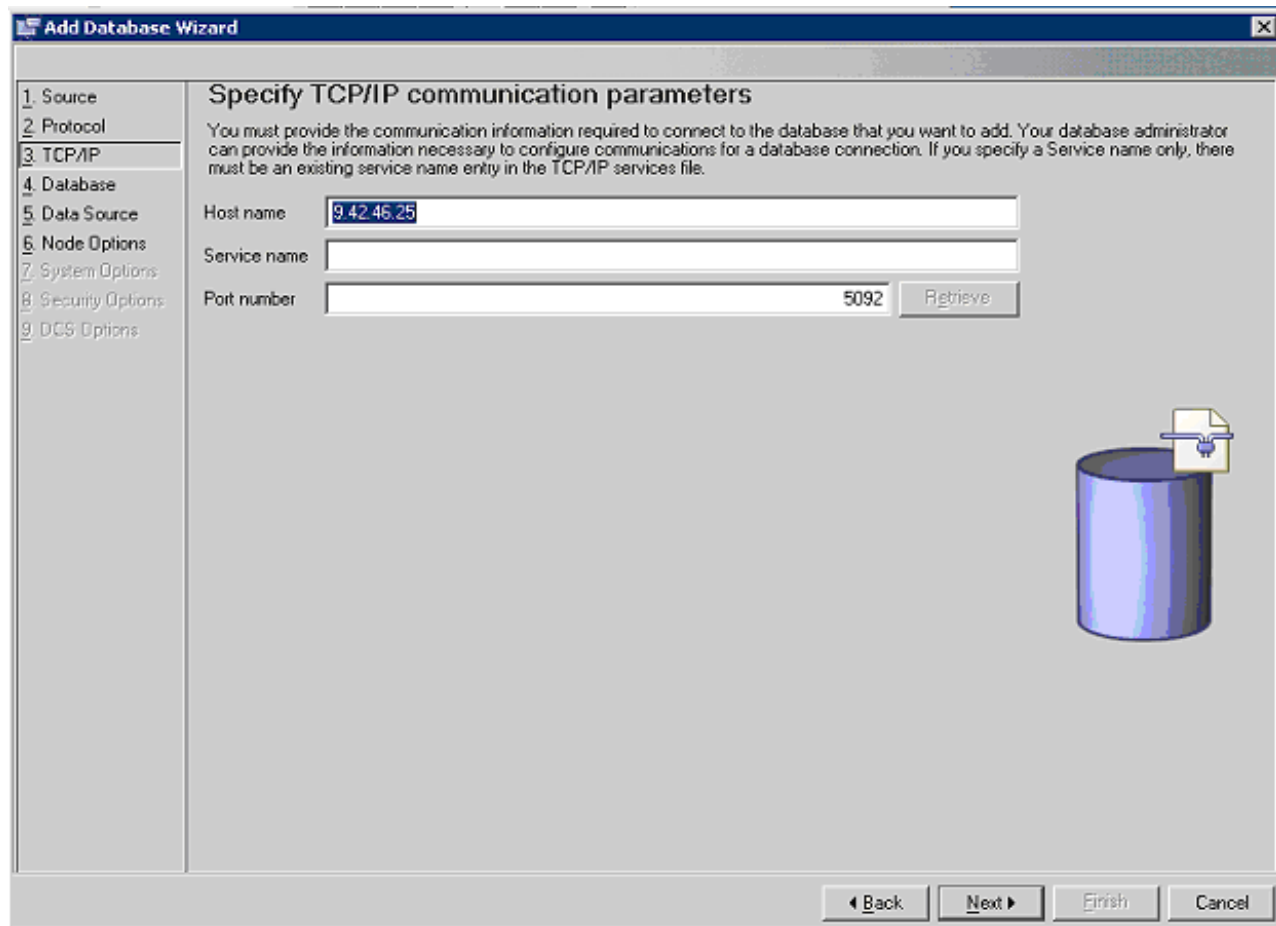 Add Database Wizard
1. Source
2. Protocol
3. TCP/IP
4. Database
5. Data Source
6. Node Options
7. System Options
8. Security Options
9. DCS Options
Specify TCP/IP communication parameters
You must provide the communication information required to connect to the database that you want to add. Your database administrator
can provide the information necessary to configure communications for a database connection. If you specify a Service name only, there
must be an existing service name entry in the TCP/IP services file.
Host name 9.42.46.25
Service name
Port number 5092 Retrieve
Back Next Finish Cancel